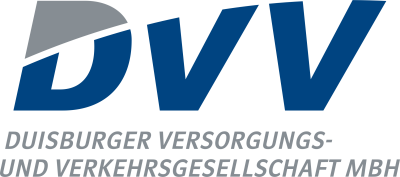 DVV
DUISBURGER VERSORGUNGS-
UND VERKEHRSGESELLSCHAFT MBH